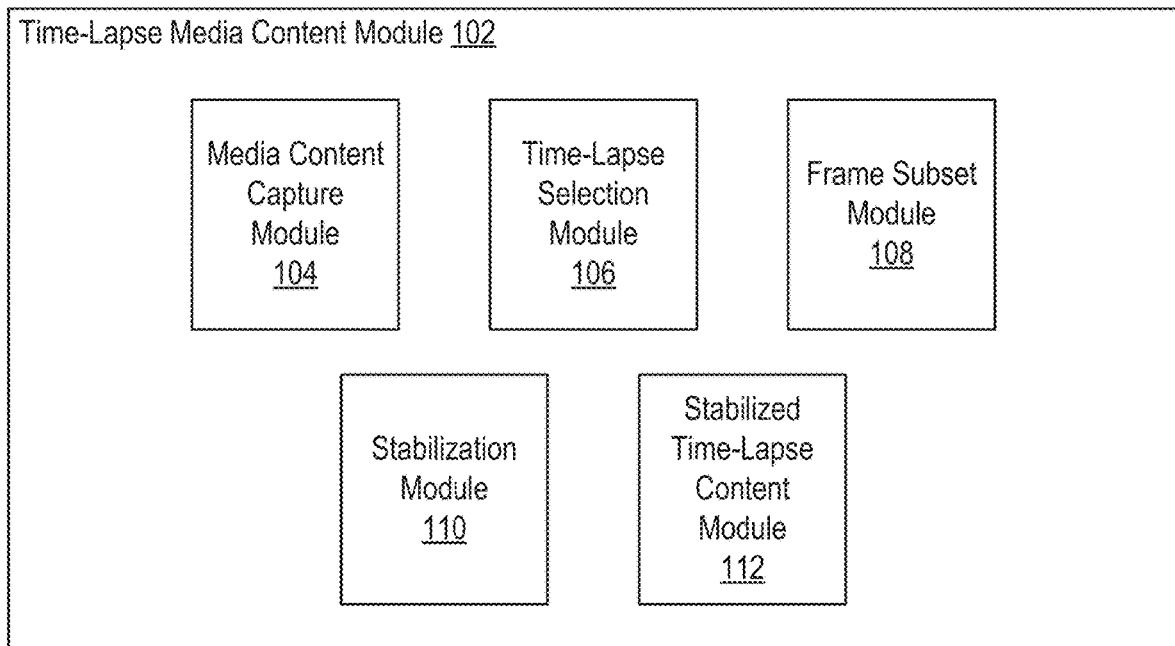 Time-Lapse Media Content Module 102
Media Content
Capture
Module
104
Time-Lapse
Selection
Module
106
Frame Subset
Module
108
Stabilization
Module
110
Stabilized
Time-Lapse
Content
Module
112